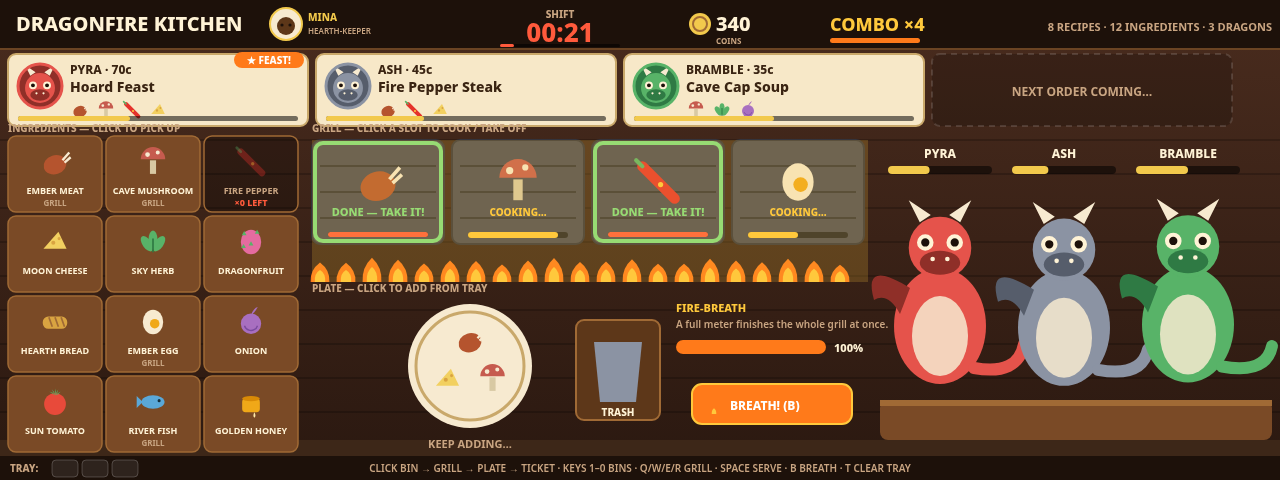 DRAGONFIRE KITCHEN
MINA
HEARTH-KEEPER
SHIFT
00:21
340
COINS
COMBO ×4
8 RECIPES · 12 INGREDIENTS · 3 DRAGONS
PYRA · 70c
★ FEAST!
Hoard Feast
ASH · 45c
Fire Pepper Steak
BRAMBLE · 35c
Cave Cap Soup
NEXT ORDER COMING...
INGREDIENTS — CLICK TO PICK UP
EMBER MEAT
GRILL
CAVE MUSHROOM
GRILL
FIRE PEPPER
×0 LEFT
MOON CHEESE
SKY HERB
DRAGONFRUIT
HEARTH BREAD
EMBER EGG
GRILL
ONION
SUN TOMATO
RIVER FISH
GRILL
GOLDEN HONEY
GRILL — CLICK A SLOT TO COOK / TAKE OFF
DONE — TAKE IT!
COOKING...
DONE — TAKE IT!
COOKING...
PLATE — CLICK TO ADD FROM TRAY
KEEP ADDING...
TRASH
FIRE-BREATH
A full meter finishes the whole grill at once.
100%
BREATH! (B)
PYRA
ASH
BRAMBLE
TRAY:
CLICK BIN → GRILL → PLATE → TICKET · KEYS 1–0 BINS · Q/W/E/R GRILL · SPACE SERVE · B BREATH · T CLEAR TRAY